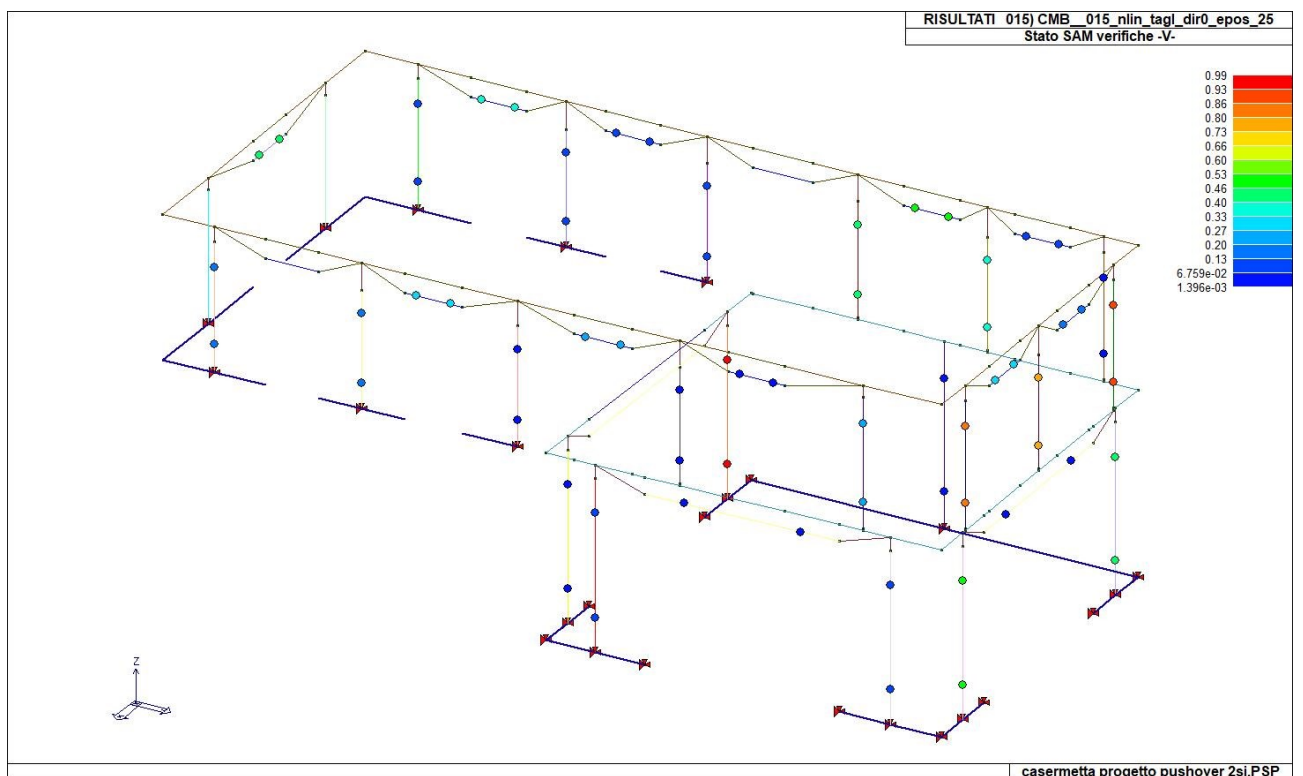 RISULTATI 015) CMB__015_nlin_tagl_dir0_epos_25
Stato SAM verifiche -V-
0.99
0.93
0.86
0.80
0.73
0.66
0.60
0.53
0.46
0.40
0.33
0.27
0.20
0.13
6.759e-02
1.396e-03
Z
casermetta progetto pushover 2si.PSP